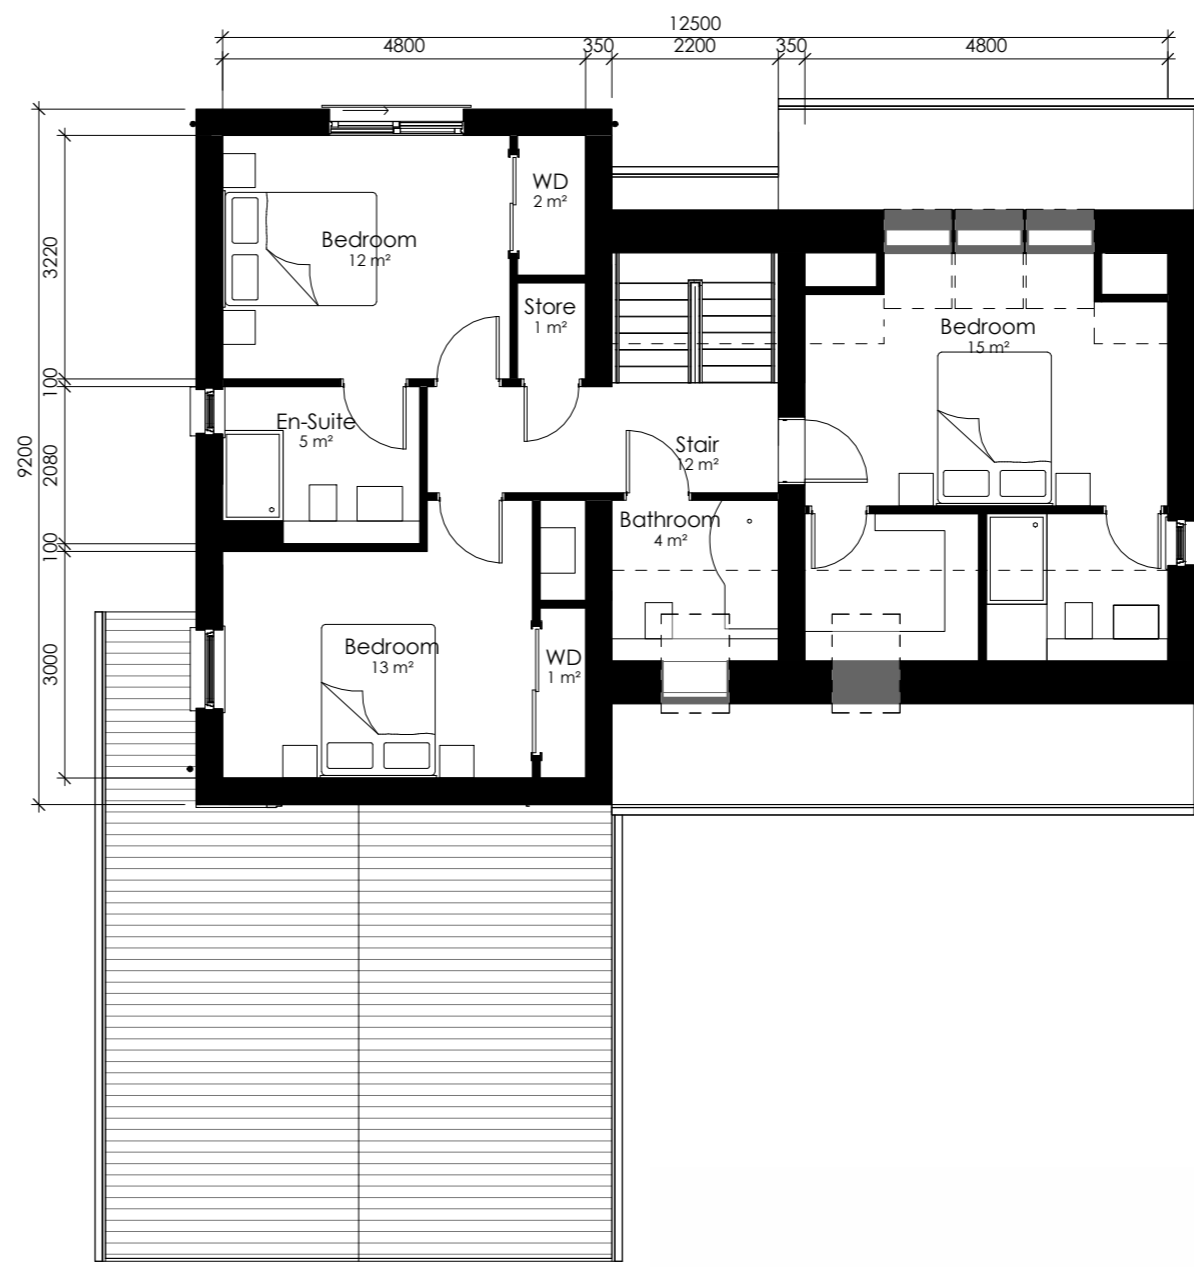 12500
4800
350
2200
350
4800
WD
2 m²
Bedroom
12 m²
3220
Store
1 m²
Bedroom
15 m²
100
En-Suite
5 m²
Stair
12 m²
9200
2080
Bathroom
4 m²
100
Bedroom
13 m²
WD
1 m²
3000